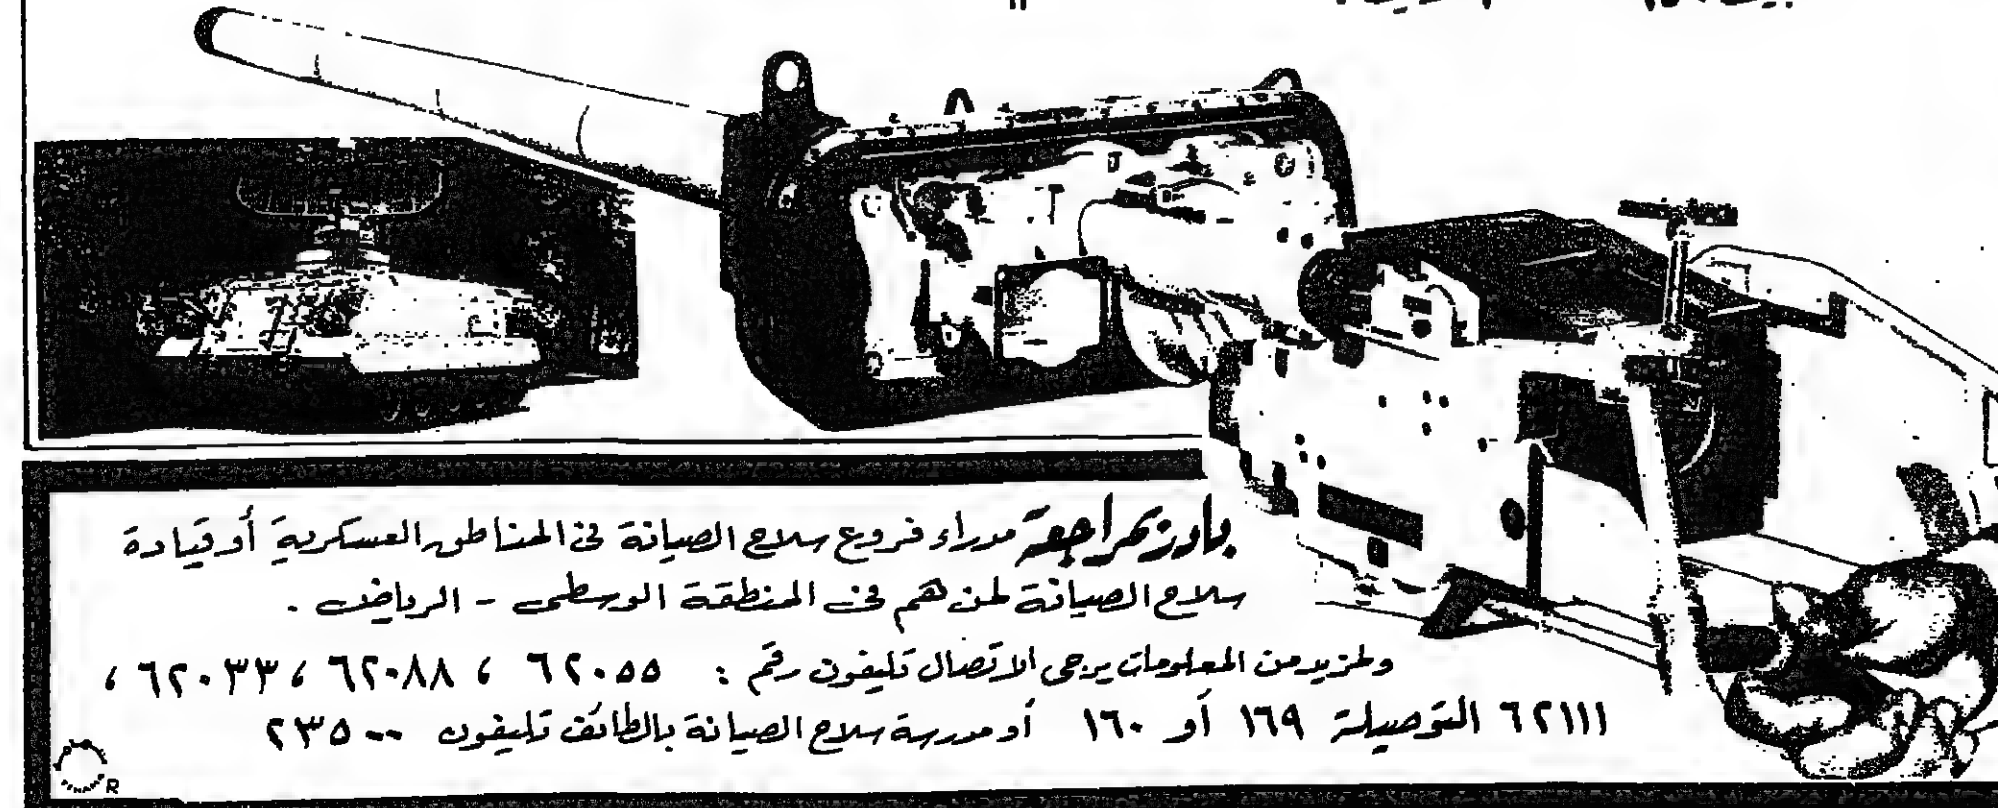 بادر بمراجعة مدراء فروع سلاح الصيانة في المناطق العسكرية أو قيادة
سلاح الصيانة لمن هم في المنطقة الوسطى - الرياض .
ولمزيد من المعلومات يرجى الاتصال تليفون رقم : ٦٢٠٥٥ ، ٦٢٠٨٨ ، ٦٢٠٣٣ ،
٦٢١١١ التوصيلة ١٦٩ أو ١٦٠ أو مدرسة سلاح الصيانة بالطائف تليفون ٢٣٥٠٠
R